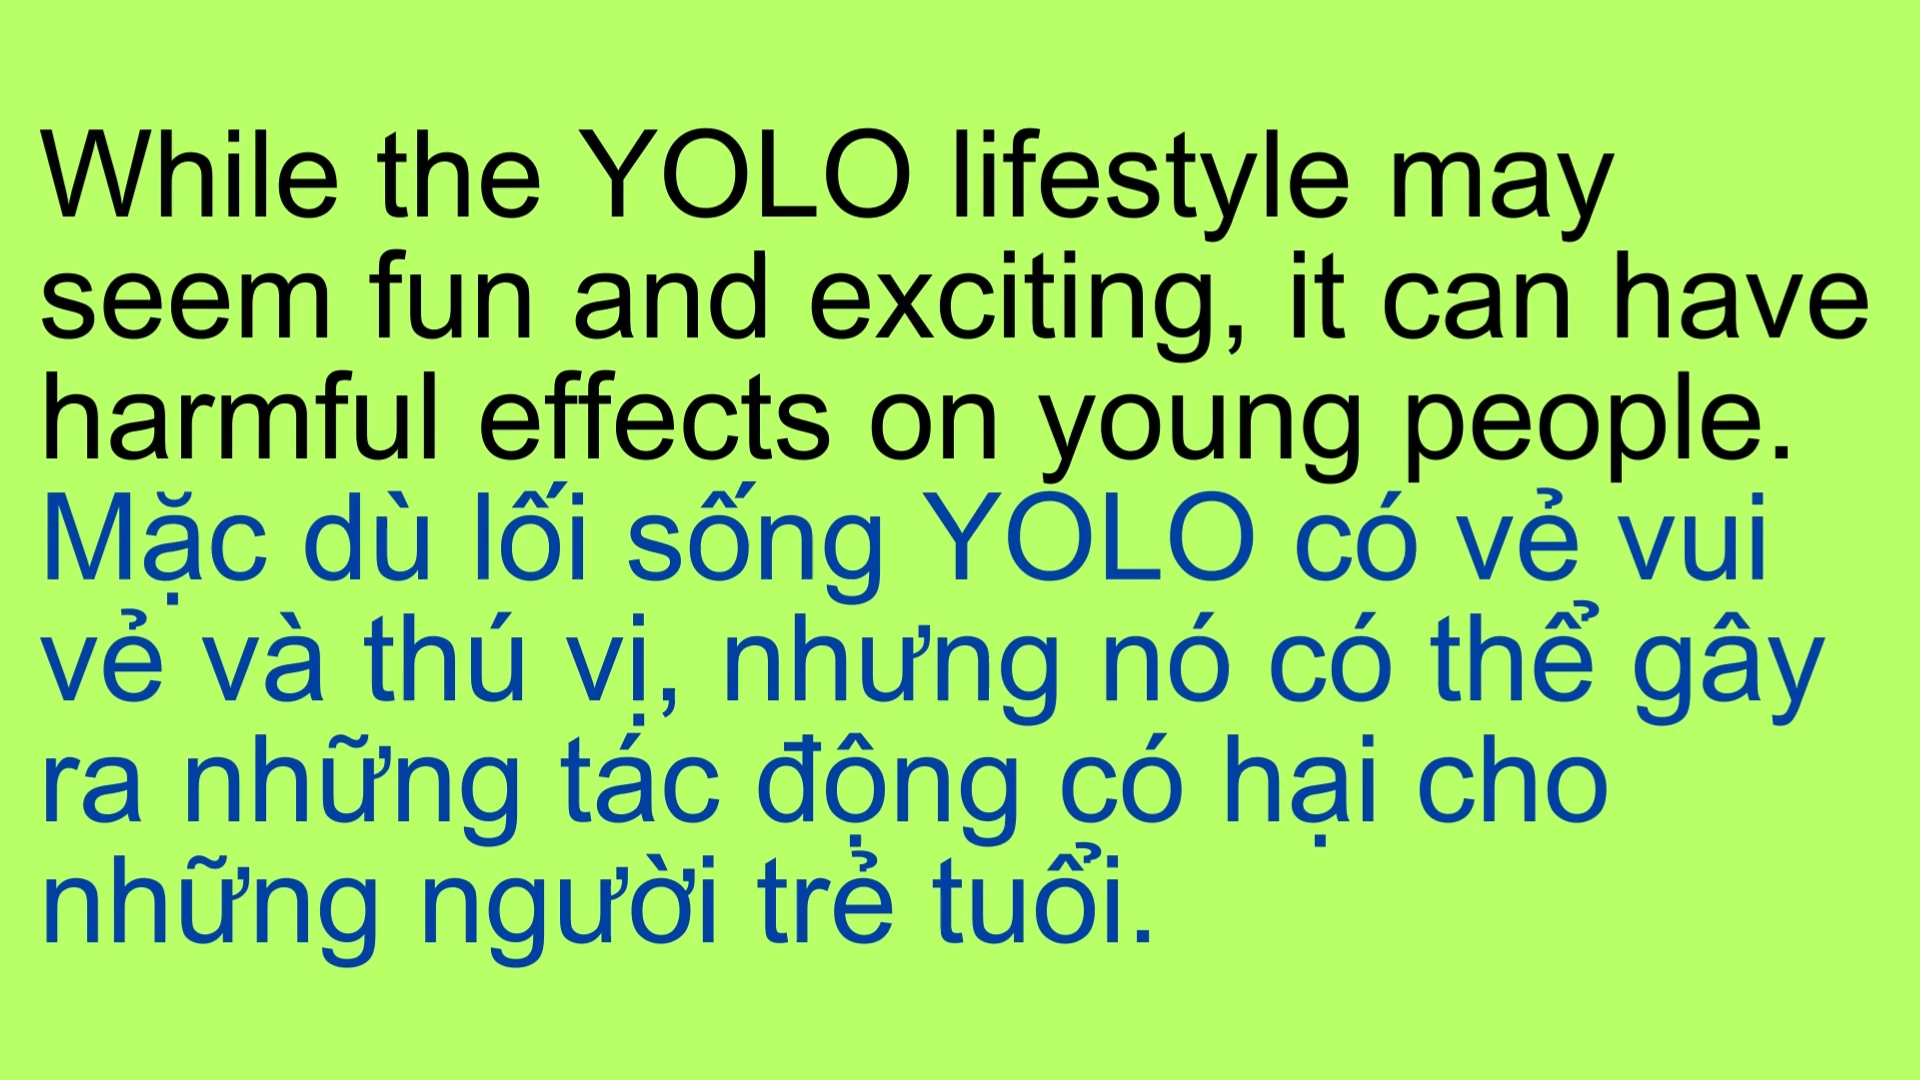 While the YOLO lifestyle may
seem fun and exciting, it can have
harmful effects on young people.
Mặc dù lối sống YOLO có vẻ vui
vẻ và thú vị, nhưng nó có thể gây
ra những tác động có hại cho
những người trẻ tuổi.